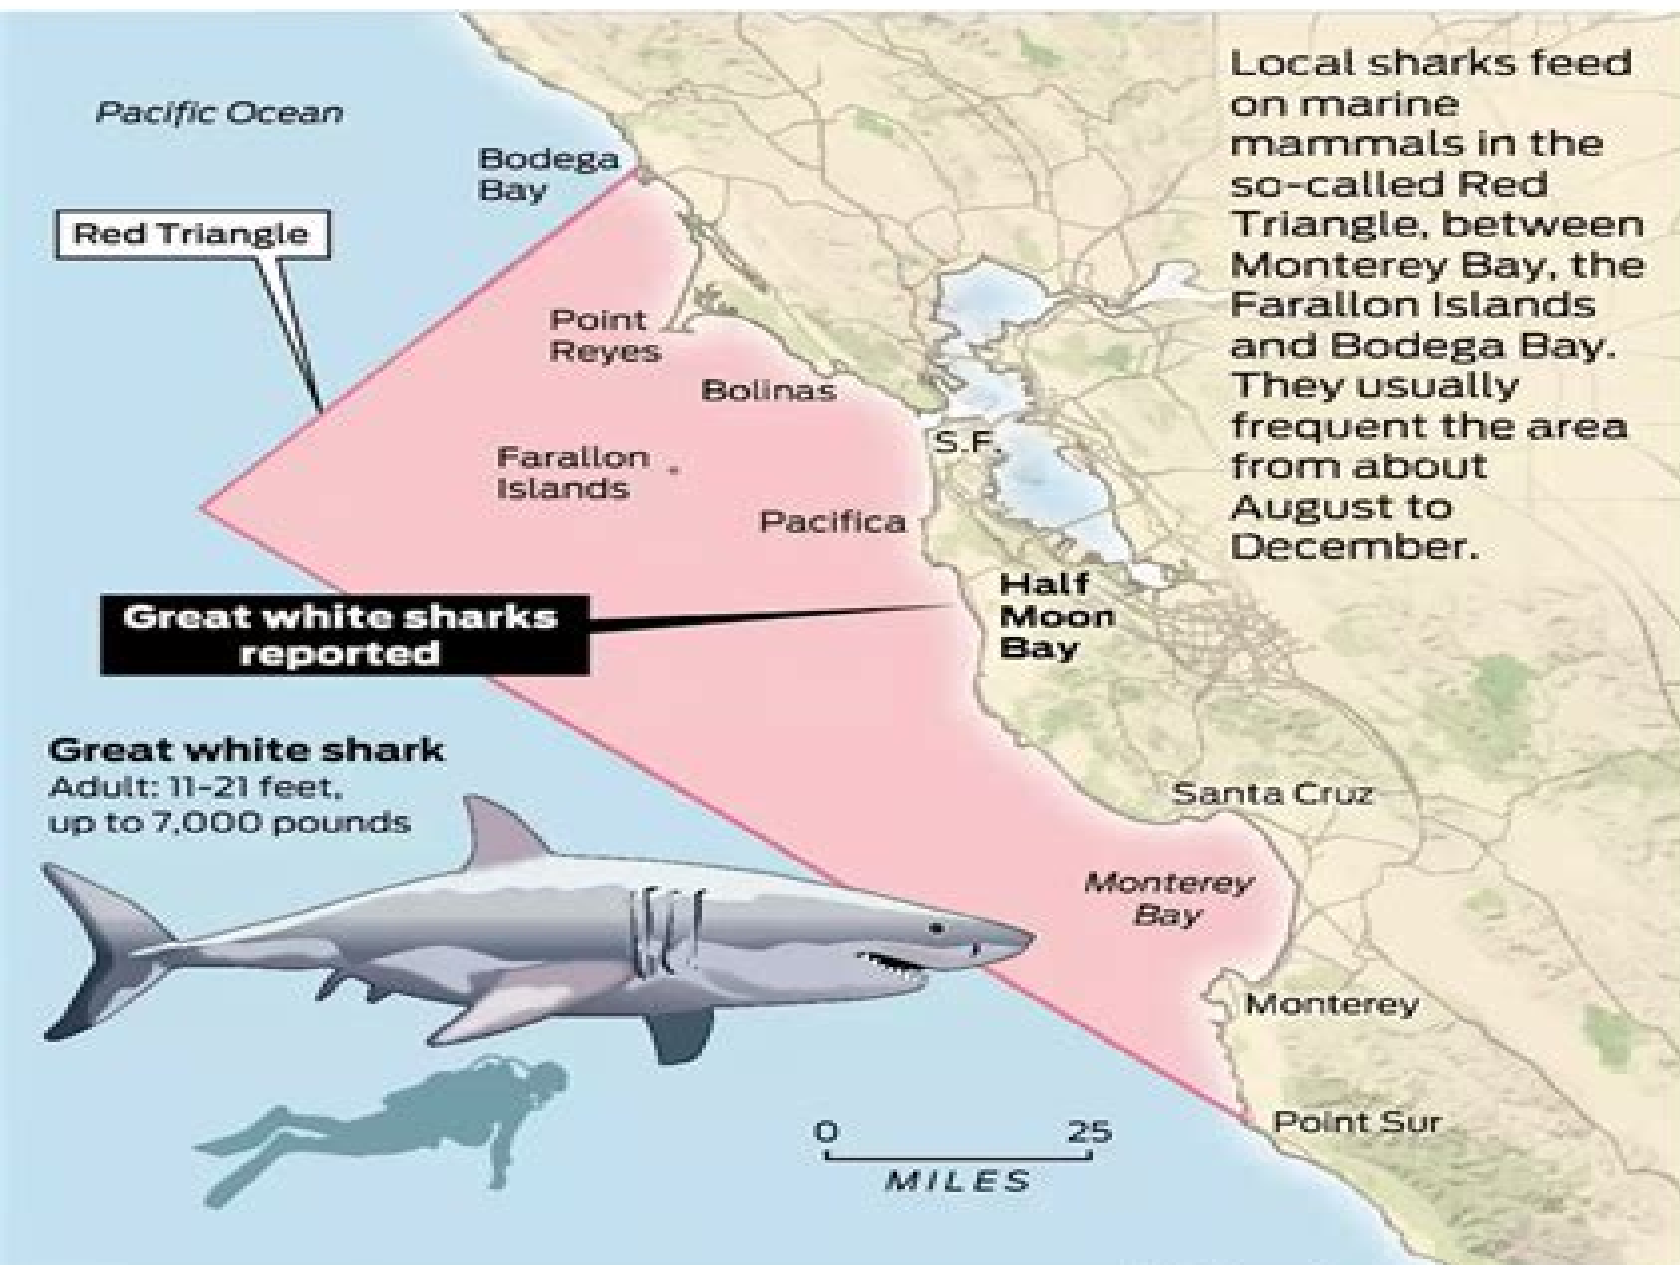 Pacific Ocean
Bodega
Bay
Red Triangle
Point
Reyes
Bolinas
Farallon
Islands
S.F.
Pacifica
Great white sharks
reported
Half
Moon
Bay
Local sharks feed
on marine
mammals in the
so-called Red
Triangle, between
Monterey Bay, the
Farallon Islands
and Bodega Bay.
They usually
frequent the area
from about
August to
December.
Great white shark
Adult: 11-21 feet,
up to 7,000 pounds
Santa Cruz
Monterey
Bay
Monterey
Point Sur
0 25
MILES